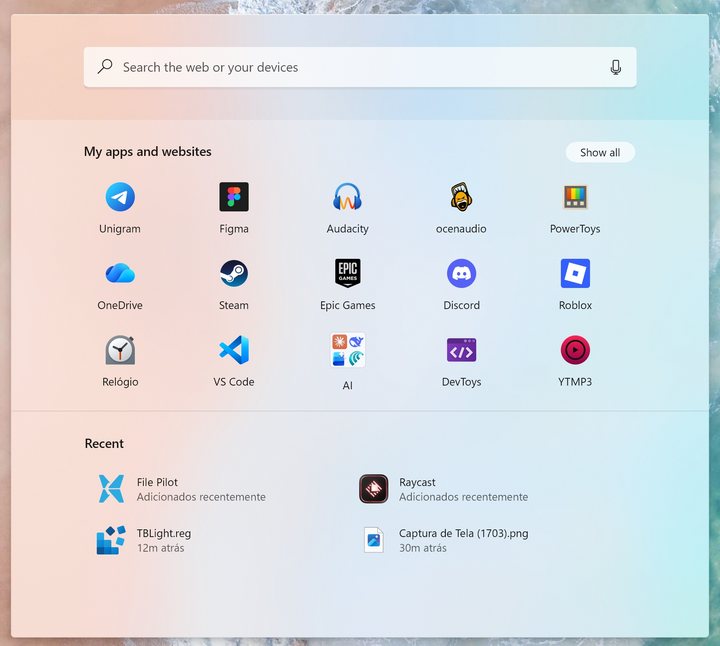 Search the web or your devices
My apps and websites
Show all
Unigram
Figma
Audacity
ocenaudio
PowerToys
OneDrive
Steam
EPIC
GAMES
Epic Games
Discord
Roblox
Relógio
VS Code
AI
DevToys
YTMP3
Recent
File Pilot
Adicionados recentemente
Raycast
Adicionados recentemente
TBLight.reg
12m atrás
Captura de Tela (1703).png
30m atrás